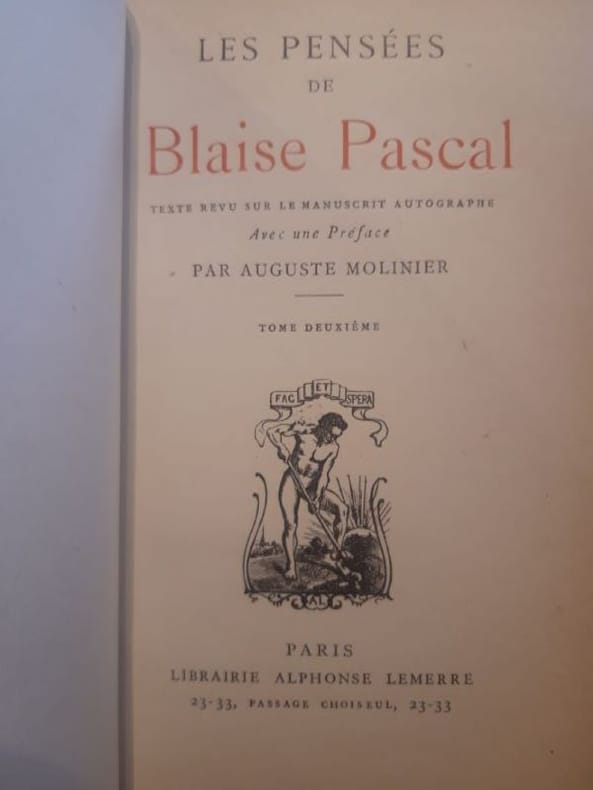 LES PENSÉES
DE
Blaise Pascal
TEXTE REVU SUR LE MANUSCRIT AUTOGRAPHE
Avec une Préface
PAR AUGUSTE MOLINIER
TOME DEUXIÈME
FAC ET SPERA
AL
PARIS
LIBRAIRIE ALPHONSE LEMERRE
23-33, PASSAGE CHOISEUL, 23-33